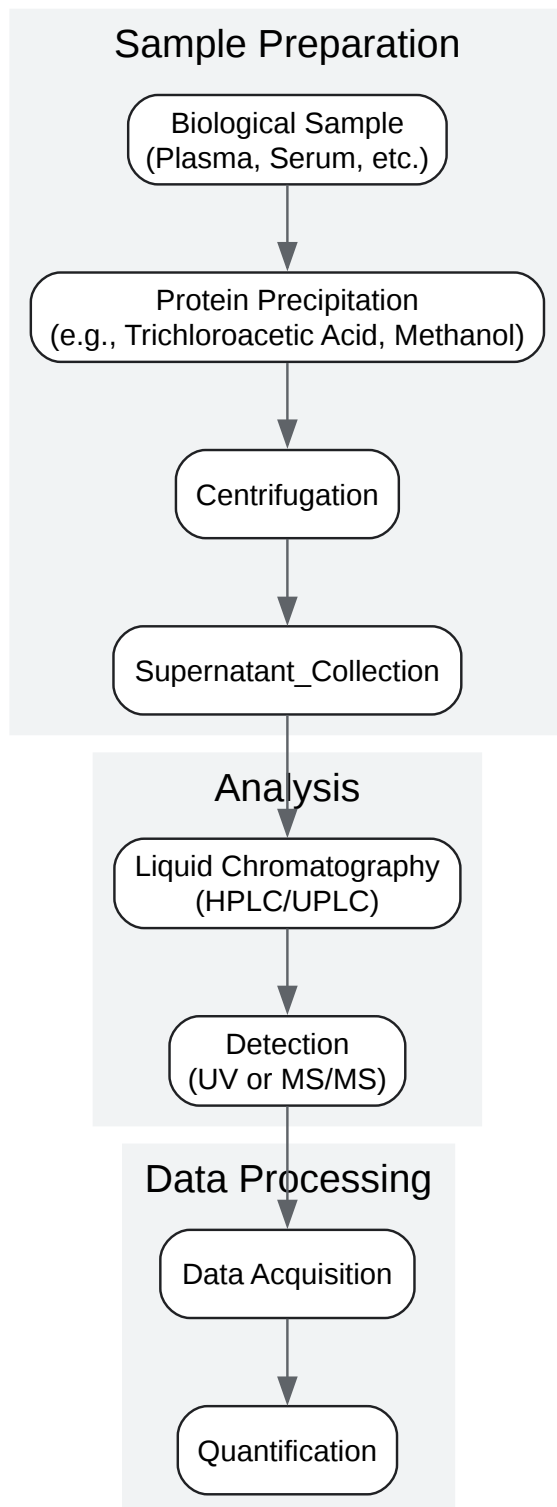 Sample Preparation
Biological Sample
(Plasma, Serum, etc.)
Protein Precipitation
(e.g., Trichloroacetic Acid, Methanol)
Centrifugation
Supernatant_Collection
Analysis
Liquid Chromatography
(HPLC/UPLC)
Detection
(UV or MS/MS)
Data Processing
Data Acquisition
Quantification